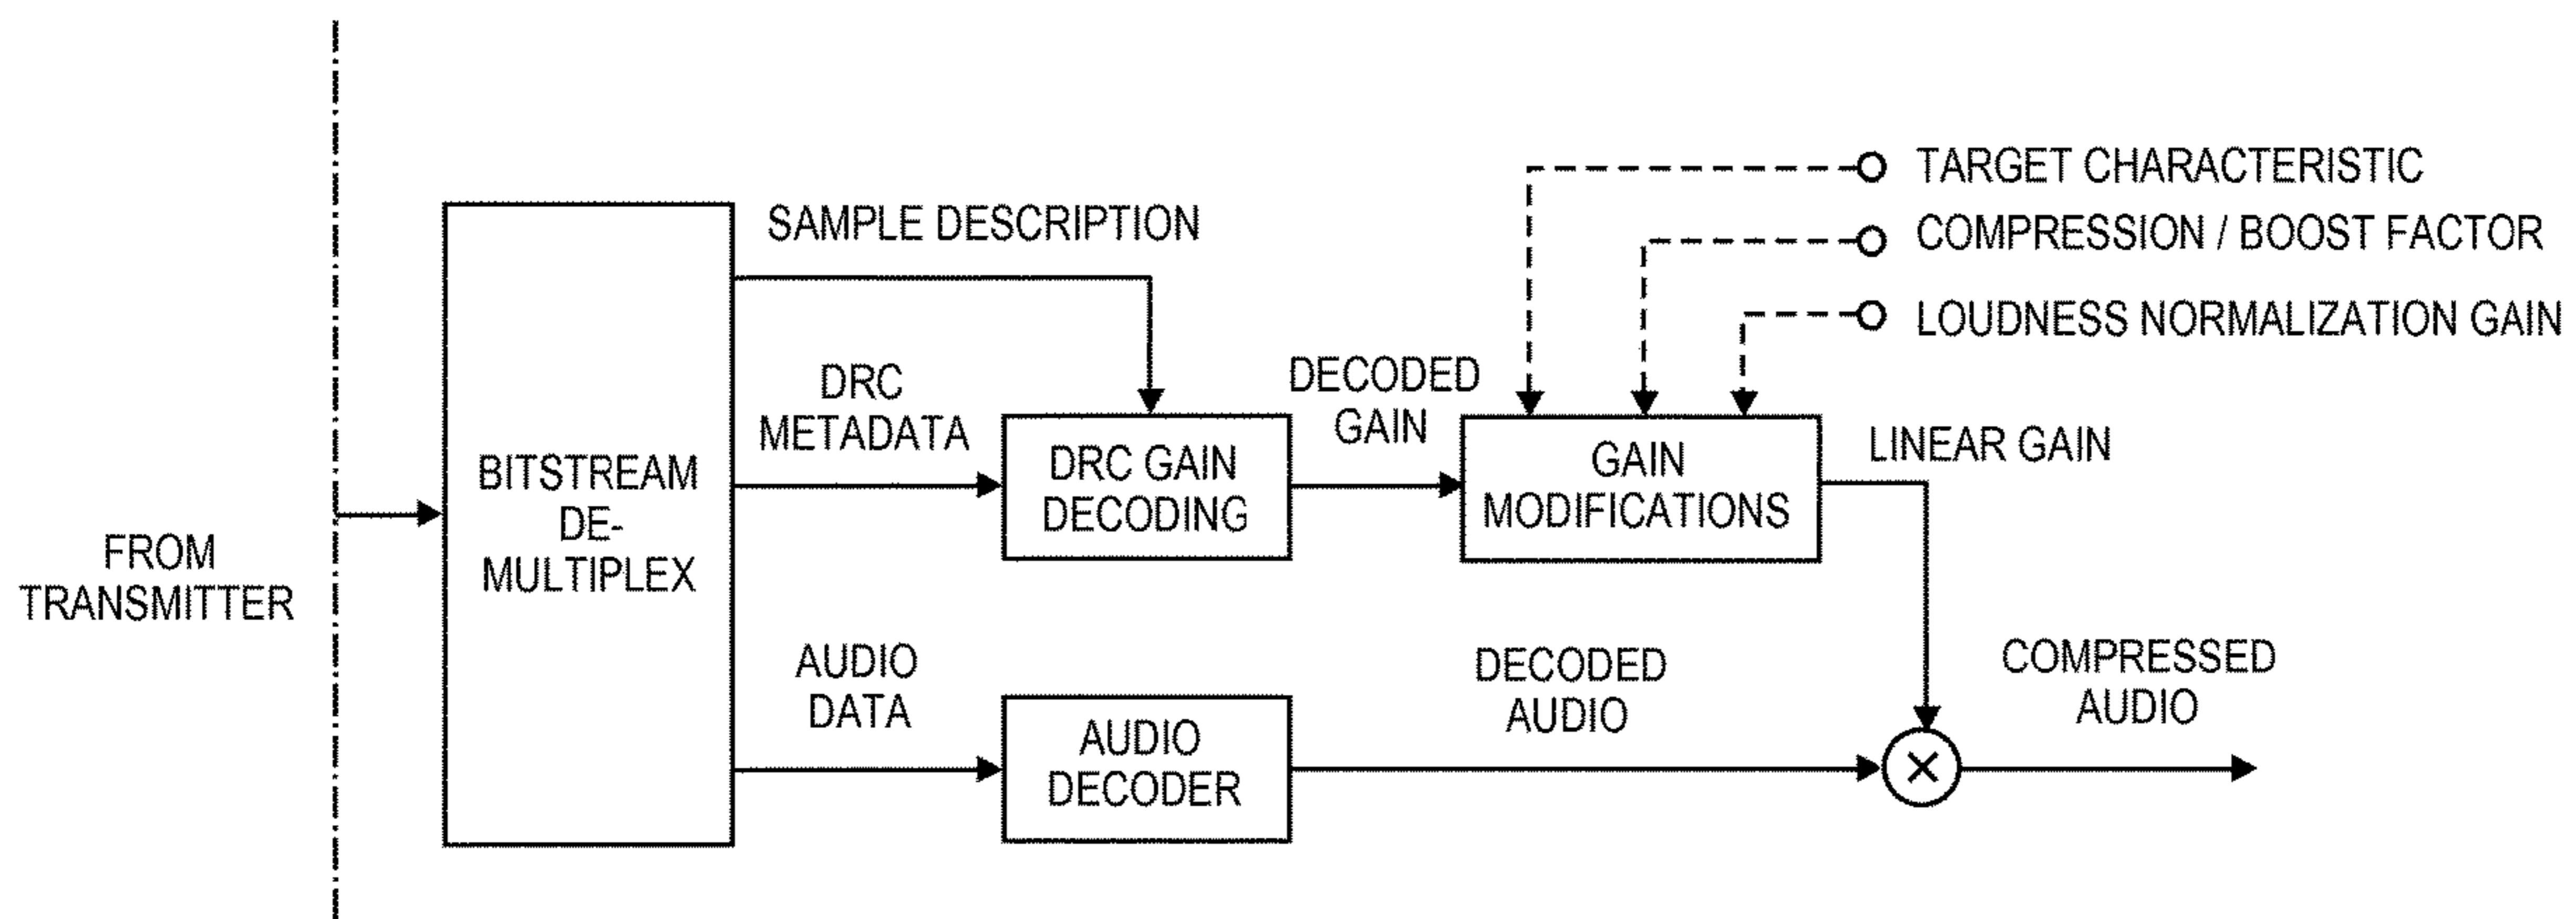 FROM
TRANSMITTER
BITSTREAM
DE-
MULTIPLEX
SAMPLE DESCRIPTION
DRC
METADATA
AUDIO
DATA
DRC GAIN
DECODING
AUDIO
DECODER
DECODED
GAIN
DECODED
AUDIO
TARGET CHARACTERISTIC
COMPRESSION / BOOST FACTOR
LOUDNESS NORMALIZATION GAIN
GAIN
MODIFICATIONS
LINEAR GAIN
COMPRESSED
AUDIO